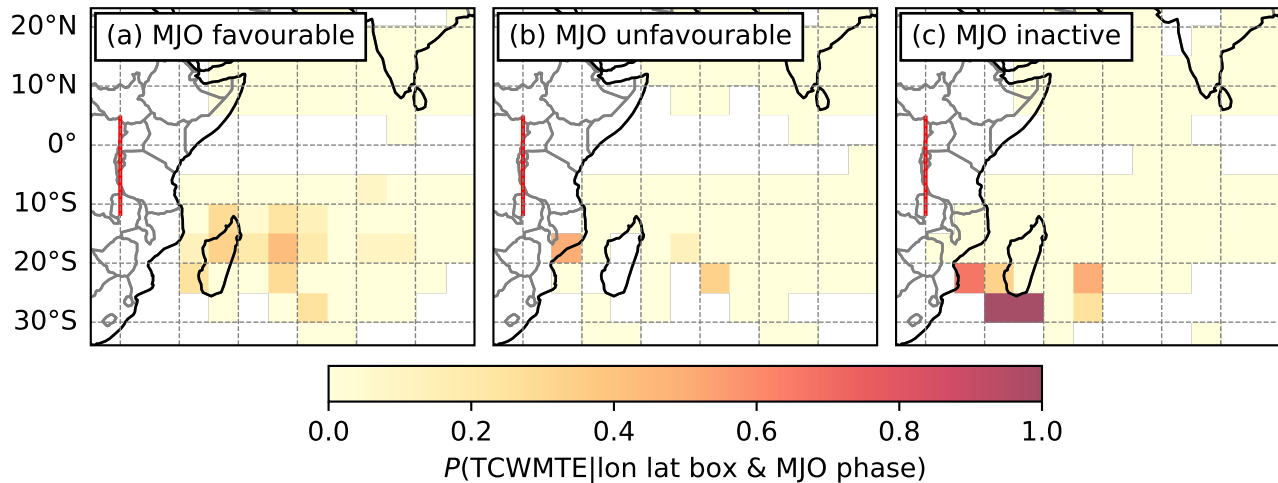 (a) MJO favourable
(b) MJO unfavourable
(c) MJO inactive
20°N
10°N
0°
10°S
20°S
30°S
0.0 0.2 0.4 0.6 0.8 1.0
P(TCWMTE|lon lat box & MJO phase)